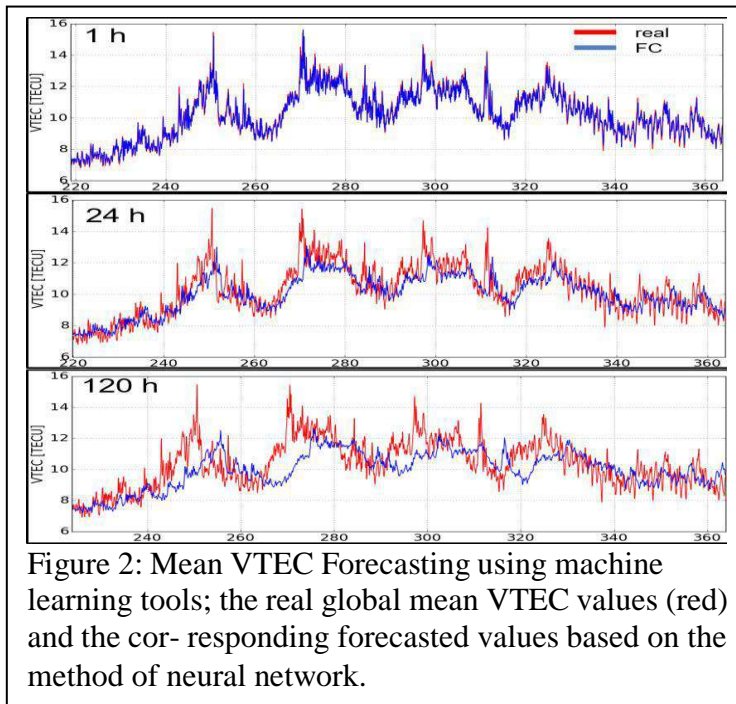 16
14
12
10
8
6
VTEC [TECU]
1 h
real
FC
220 240 260 280 300 320 340 360
16
14
12
10
8
6
VTEC [TECU]
24 h
220 240 260 280 300 320 340 360
16
14
12
10
8
6
VTEC [TECU]
120 h
240 260 280 300 320 340 360
Figure 2: Mean VTEC Forecasting using machine
learning tools; the real global mean VTEC values (red)
and the cor- responding forecasted values based on the
method of neural network.